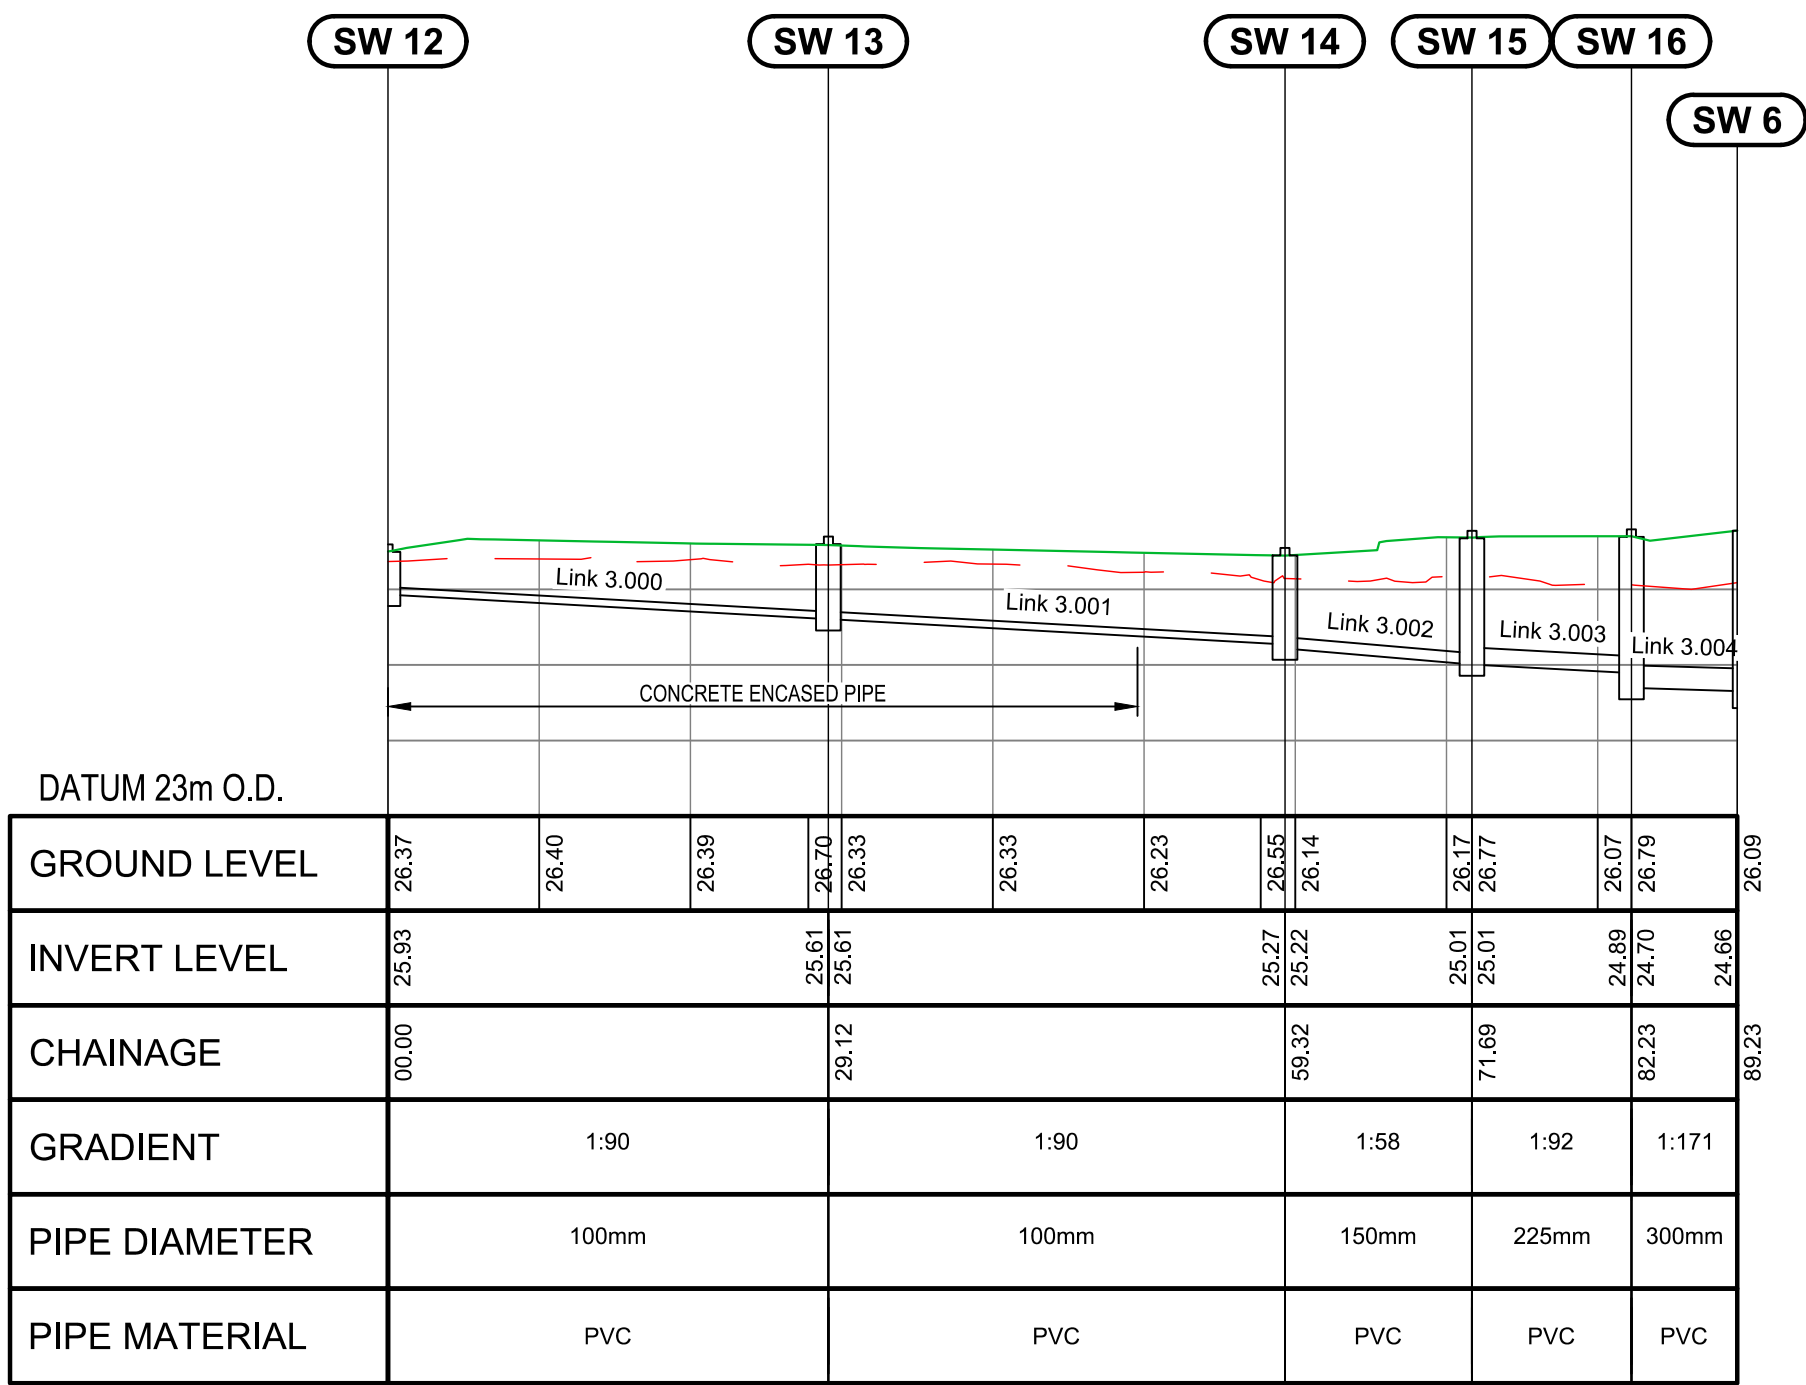 SW 12
SW 13
SW 14
SW 15
SW 16
SW 6
Link 3.000
Link 3.001
Link 3.002
Link 3.003
Link 3.004
CONCRETE ENCASED PIPE
DATUM 23m O.D.
GROUND LEVEL 26.37 26.40 26.39 26.70 26.33 26.33 26.23 26.55 26.14 26.17 26.77 26.07 26.79 26.09
INVERT LEVEL 25.93 25.61 25.61 25.27 25.22 25.01 25.01 24.89 24.70 24.66
CHAINAGE 00.00 29.12 59.32 71.69 82.23 89.23
GRADIENT 1:90 1:90 1:58 1:92 1:171
PIPE DIAMETER 100mm 100mm 150mm 225mm 300mm
PIPE MATERIAL PVC PVC PVC PVC PVC